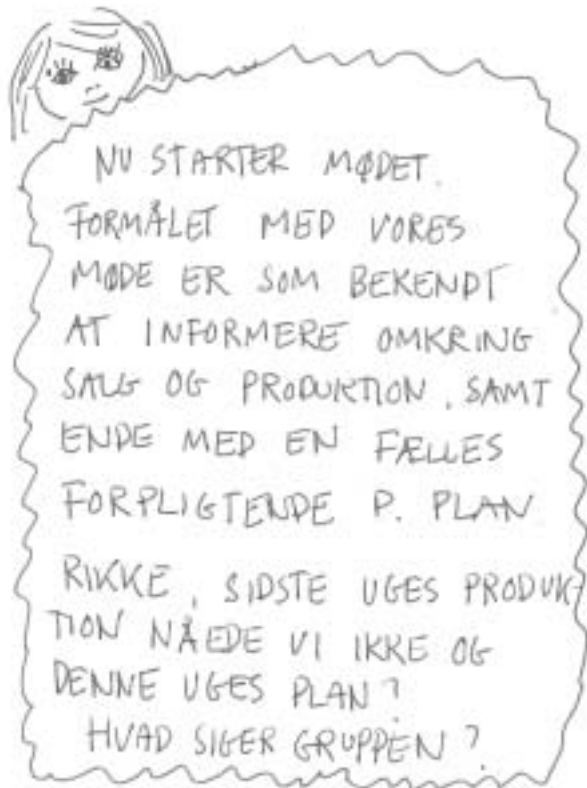 NU STARTER MØDET.
FORMÅLET MED VORES
MØDE ER SOM BEKENDT
AT INFORMERE OMKRING
SALG OG PRODUKTION, SAMT
ENDE MED EN FÆLLES
FORPLIGTENDE P. PLAN
RIKKE, SIDSTE UGES PRODUK
TION NÅEDE VI IKKE OG
DENNE UGES PLAN?
HVAD SIGER GRUPPEN?